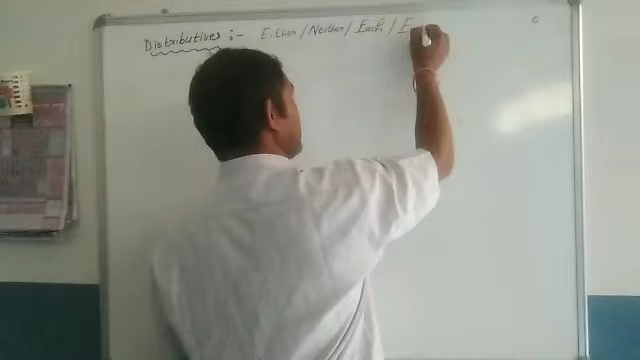 Distributives :- Either / Neither / Each / E